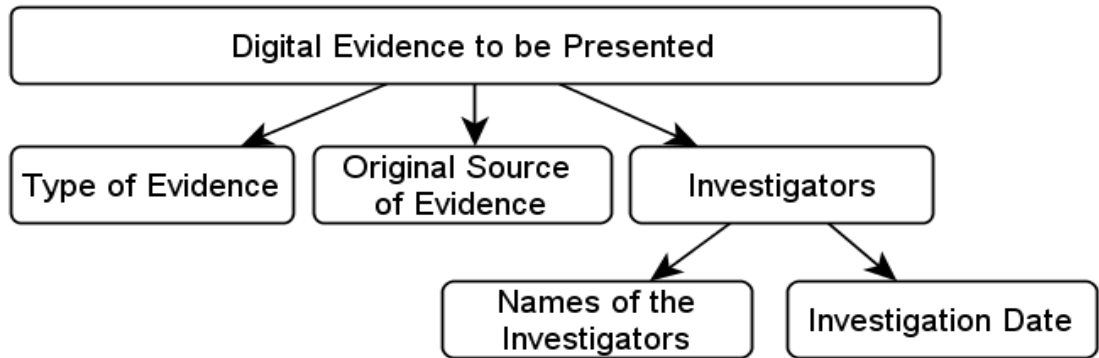 Digital Evidence to be Presented
Type of Evidence
Original Source
of Evidence
Investigators
Names of the
Investigators
Investigation Date